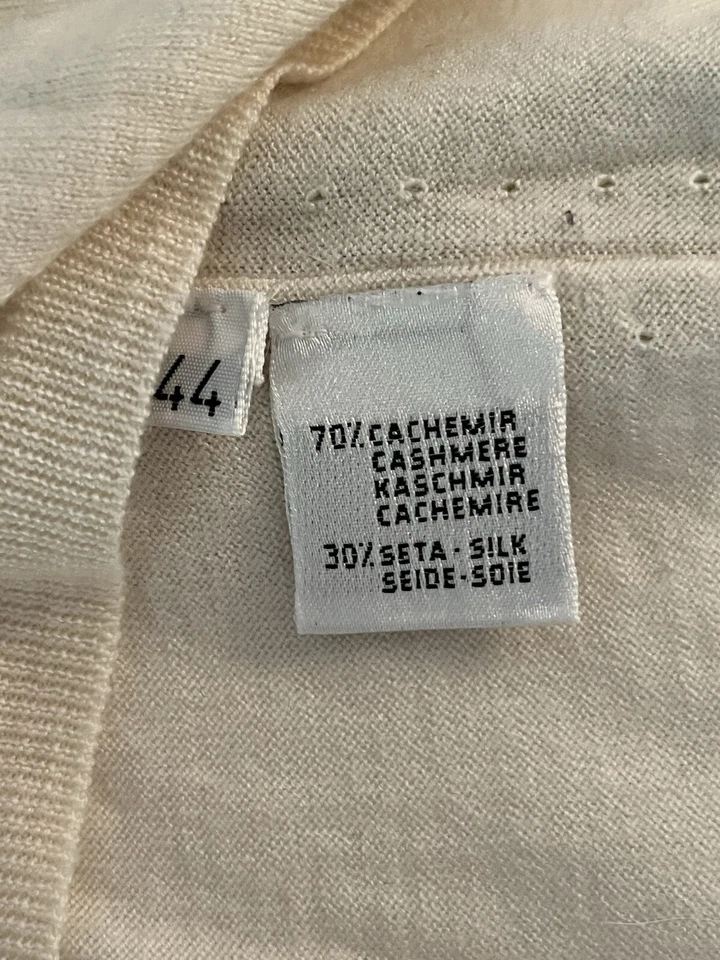 44
70% CACHEMIR
CASHMERE
KASCHMIR
CACHEMIRE
30% SETA - SILK
SEIDE - SOIE